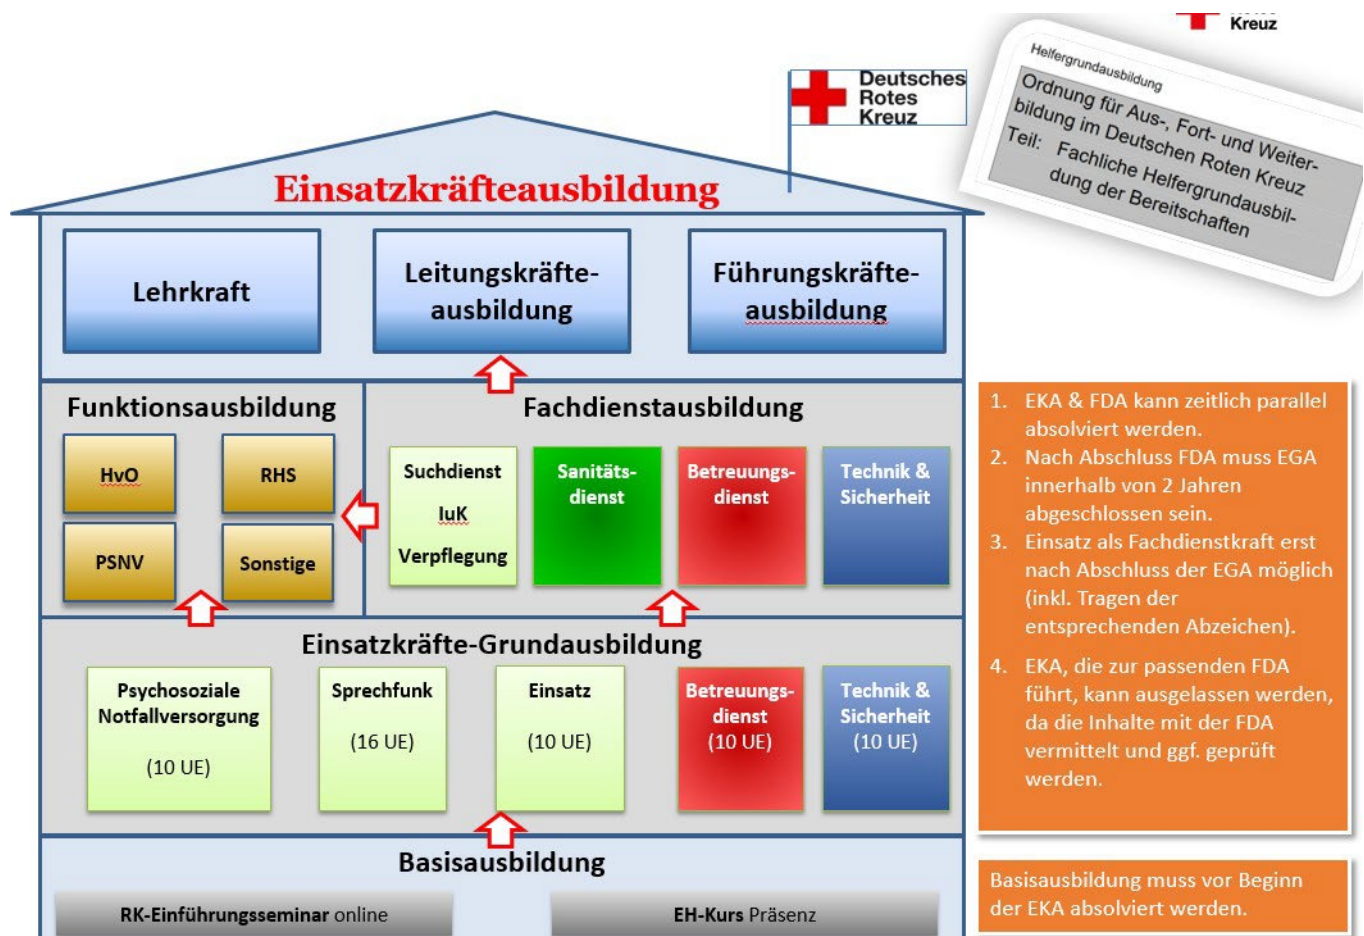 Rotes
Kreuz
Helfergrundausbildung
Ordnung für Aus-, Fort- und Weiter-
bildung im Deutschen Roten Kreuz
Teil: Fachliche Helfergrundausbil-
dung der Bereitschaften
Deutsches
Rotes
Kreuz
Einsatzkräfteausbildung
Lehrkraft
Leitungskräfte-
ausbildung
Führungskräfte-
ausbildung
Funktionsausbildung
HvO
RHS
PSNV
Sonstige
Fachdienstausbildung
Suchdienst
IuK
Verpflegung
Sanitäts-
dienst
Betreuungs-
dienst
Technik &
Sicherheit
Einsatzkräfte-Grundausbildung
Psychosoziale
Notfallversorgung
(10 UE)
Sprechfunk
(16 UE)
Einsatz
(10 UE)
Betreuungs-
dienst
(10 UE)
Technik &
Sicherheit
(10 UE)
Basisausbildung
RK-Einführungsseminar online
EH-Kurs Präsenz
1. EKA & FDA kann zeitlich parallel
absolviert werden.
2. Nach Abschluss FDA muss EGA
innerhalb von 2 Jahren
abgeschlossen sein.
3. Einsatz als Fachdienstkraft erst
nach Abschluss der EGA möglich
(inkl. Tragen der
entsprechenden Abzeichen).
4. EKA, die zur passenden FDA
führt, kann ausgelassen werden,
da die Inhalte mit der FDA
vermittelt und ggf. geprüft
werden.
Basisausbildung muss vor Beginn
der EKA absolviert werden.